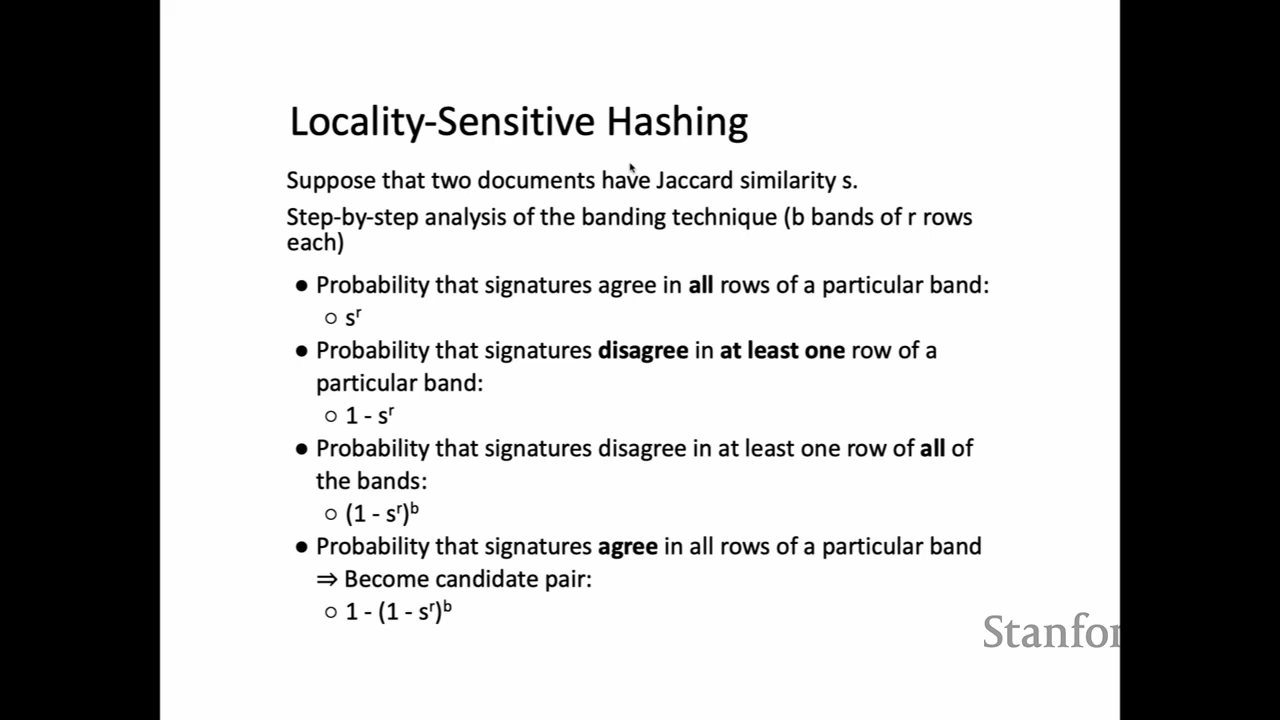 Locality-Sensitive Hashing
Suppose that two documents have Jaccard similarity s.
Step-by-step analysis of the banding technique (b bands of r rows
each)
● Probability that signatures agree in all rows of a particular band:
○ sʳ
● Probability that signatures disagree in at least one row of a
particular band:
○ 1 - sʳ
● Probability that signatures disagree in at least one row of all of
the bands:
○ (1 - sʳ)ᵇ
● Probability that signatures agree in all rows of a particular band
⇒ Become candidate pair:
○ 1 - (1 - sʳ)ᵇ
Stanfor